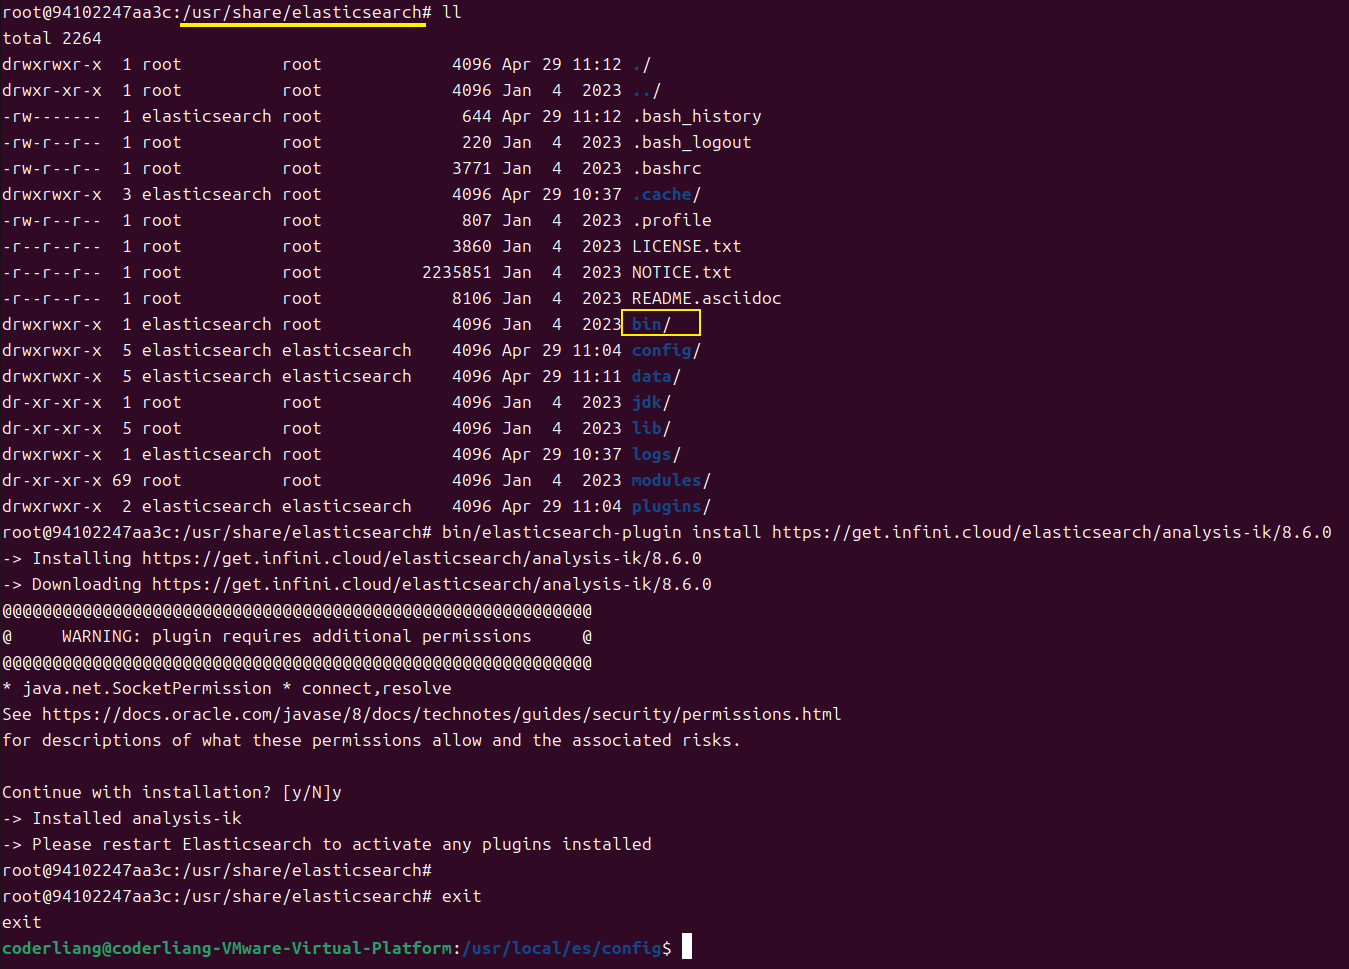 root@94102247aa3c:/usr/share/elasticsearch# ll
total 2264
drwxrwxr-x  1 root          root             4096 Apr 29 11:12 ./
drwxr-xr-x  1 root          root             4096 Jan  4  2023 ../
-rw-------  1 elasticsearch root              644 Apr 29 11:12 .bash_history
-rw-r--r--  1 root          root              220 Jan  4  2023 .bash_logout
-rw-r--r--  1 root          root             3771 Jan  4  2023 .bashrc
drwxrwxr-x  3 elasticsearch root             4096 Apr 29 10:37 .cache/
-rw-r--r--  1 root          root              807 Jan  4  2023 .profile
-r--r--r--  1 root          root             3860 Jan  4  2023 LICENSE.txt
-r--r--r--  1 root          root          2235851 Jan  4  2023 NOTICE.txt
-r--r--r--  1 root          root             8106 Jan  4  2023 README.asciidoc
drwxrwxr-x  1 elasticsearch root             4096 Jan  4  2023 bin/
drwxrwxr-x  5 elasticsearch elasticsearch    4096 Apr 29 11:04 config/
drwxrwxr-x  5 elasticsearch elasticsearch    4096 Apr 29 11:11 data/
dr-xr-xr-x  1 root          root             4096 Jan  4  2023 jdk/
dr-xr-xr-x  5 root          root             4096 Jan  4  2023 lib/
drwxrwxr-x  1 elasticsearch root             4096 Apr 29 10:37 logs/
dr-xr-xr-x 69 root          root             4096 Jan  4  2023 modules/
drwxrwxr-x  2 elasticsearch elasticsearch    4096 Apr 29 11:04 plugins/
root@94102247aa3c:/usr/share/elasticsearch# bin/elasticsearch-plugin install https://get.infini.cloud/elasticsearch/analysis-ik/8.6.0
-> Installing https://get.infini.cloud/elasticsearch/analysis-ik/8.6.0
-> Downloading https://get.infini.cloud/elasticsearch/analysis-ik/8.6.0
@@@@@@@@@@@@@@@@@@@@@@@@@@@@@@@@@@@@@@@@@@@@@@@@@@@@@@@@@@@
@     WARNING: plugin requires additional permissions     @
@@@@@@@@@@@@@@@@@@@@@@@@@@@@@@@@@@@@@@@@@@@@@@@@@@@@@@@@@@@
* java.net.SocketPermission * connect,resolve
See https://docs.oracle.com/javase/8/docs/technotes/guides/security/permissions.html
for descriptions of what these permissions allow and the associated risks.
Continue with installation? [y/N]y
-> Installed analysis-ik
-> Please restart Elasticsearch to activate any plugins installed
root@94102247aa3c:/usr/share/elasticsearch#
root@94102247aa3c:/usr/share/elasticsearch# exit
exit
coderliang@coderliang-VMware-Virtual-Platform:/usr/local/es/config$